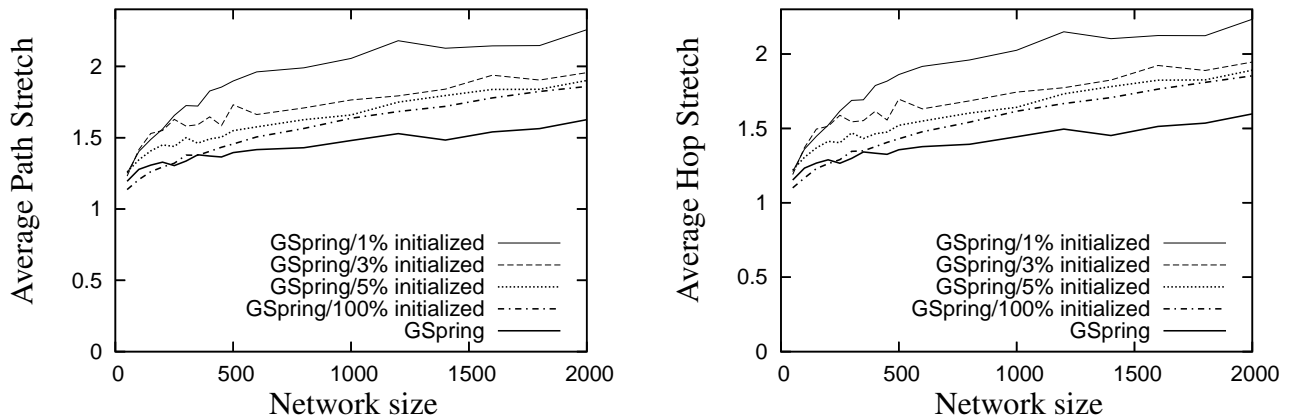 Average Path Stretch
2
1.5
1
0.5
0
GSpring/1% initialized
GSpring/3% initialized
GSpring/5% initialized
GSpring/100% initialized
GSpring
0 500 1000 1500 2000
Network size
Average Hop Stretch
2
1.5
1
0.5
0
GSpring/1% initialized
GSpring/3% initialized
GSpring/5% initialized
GSpring/100% initialized
GSpring
0 500 1000 1500 2000
Network size